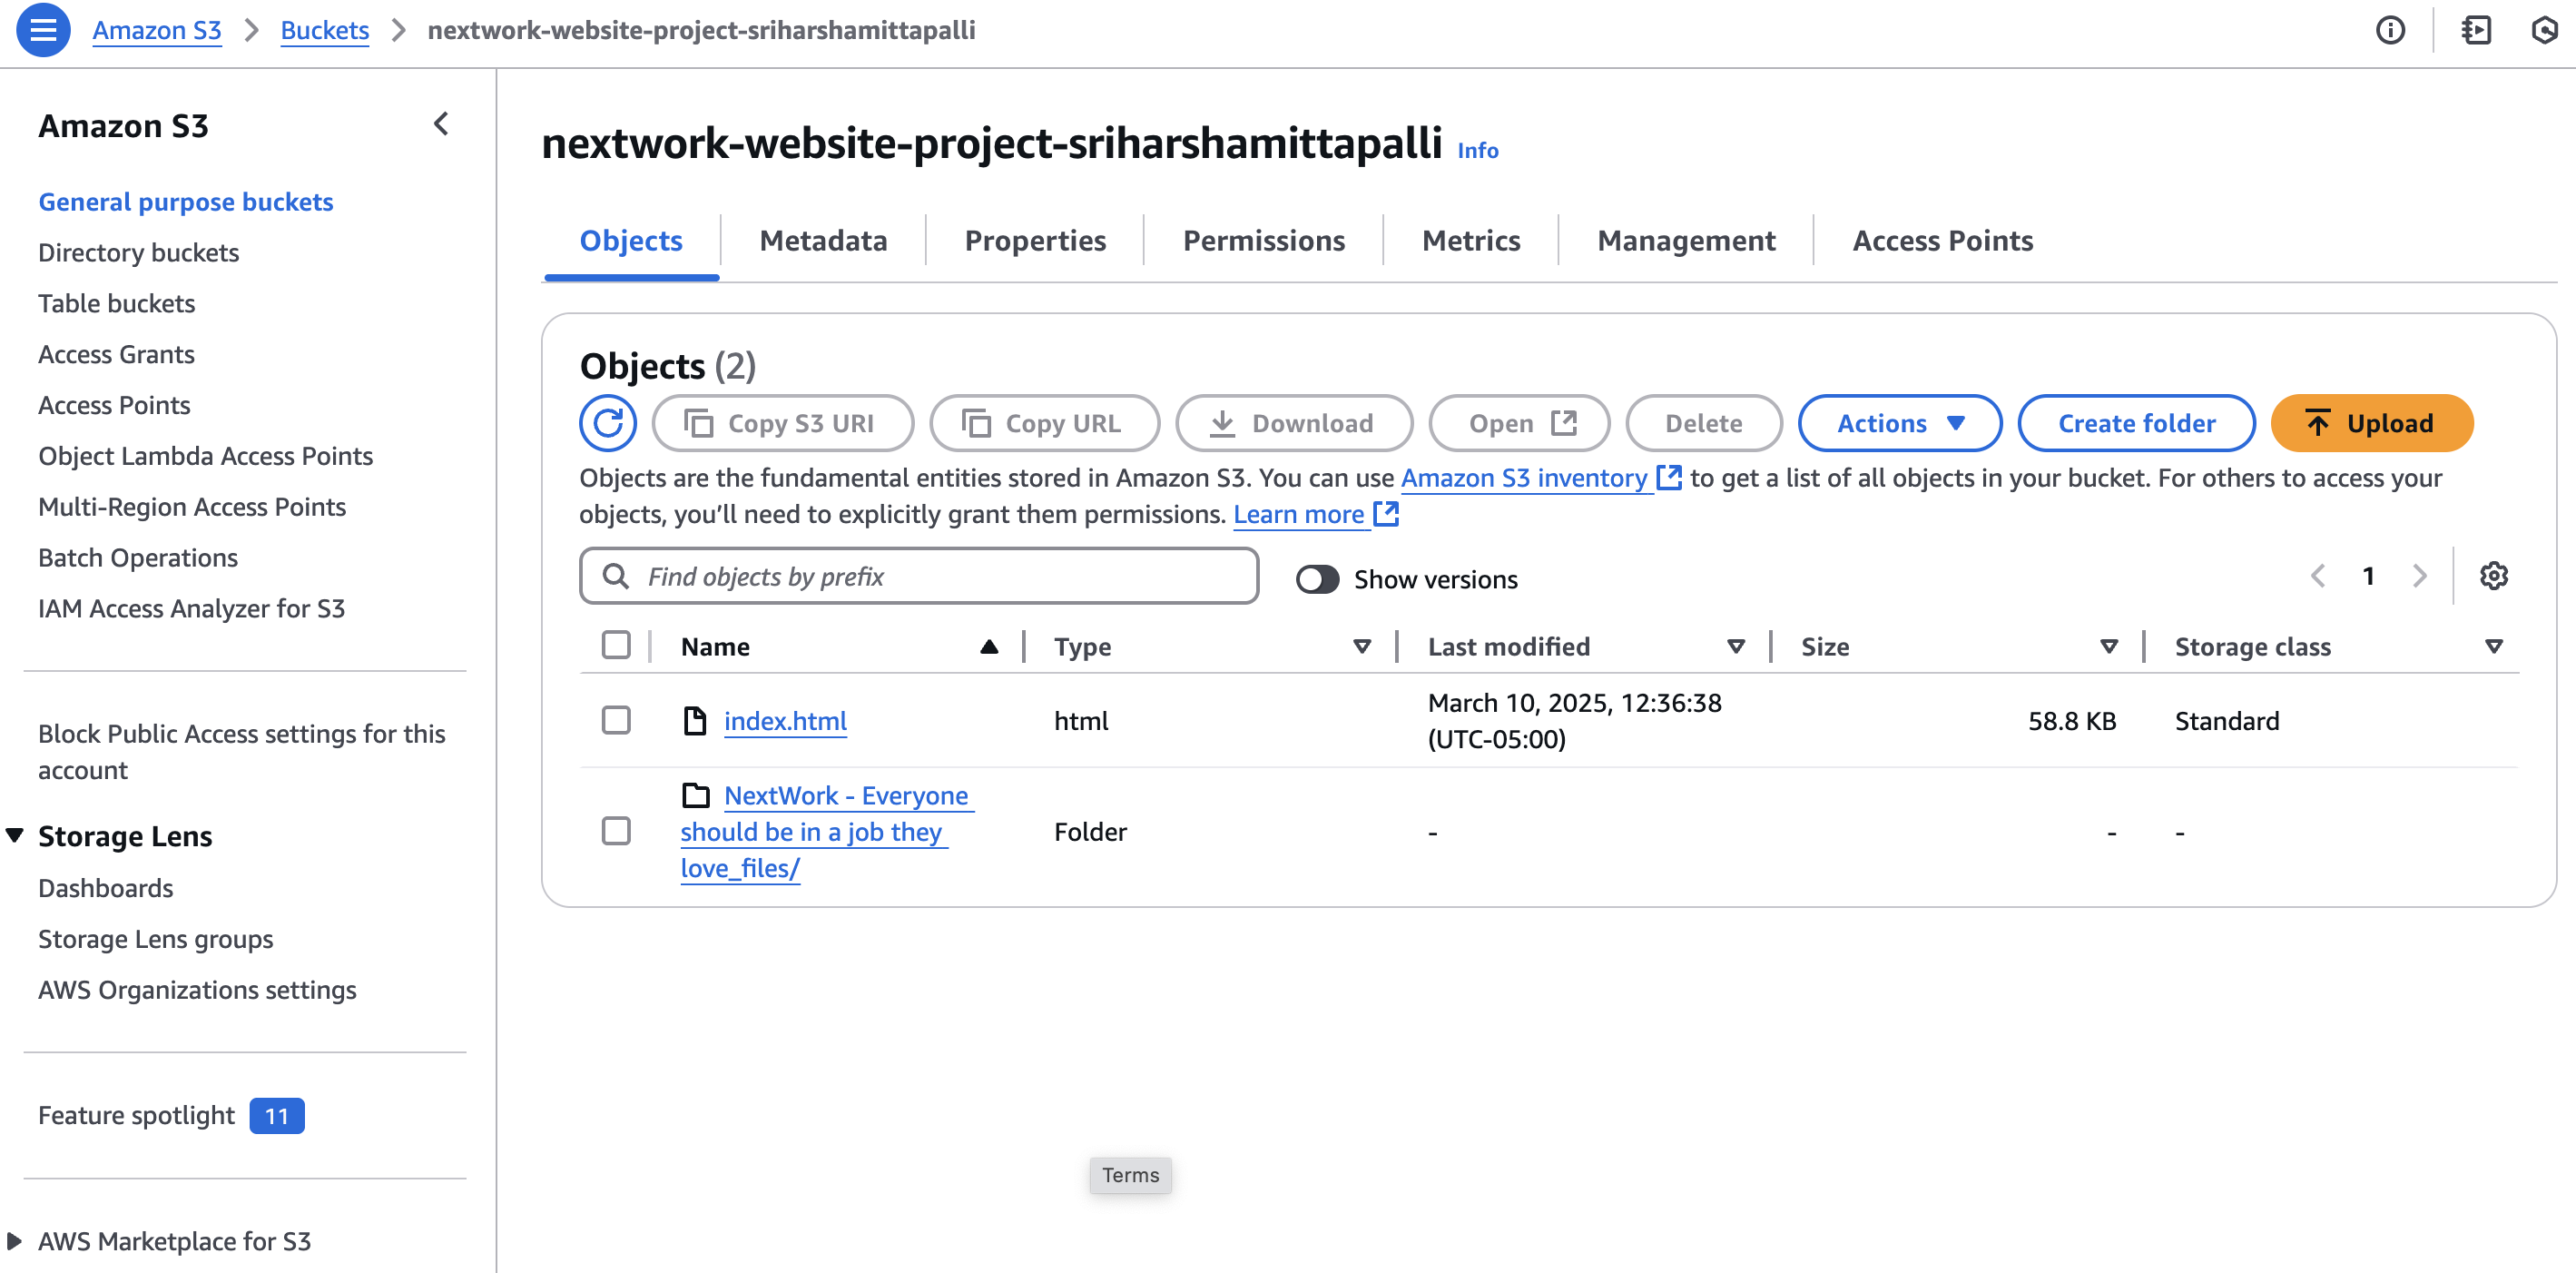 Amazon S3 > Buckets > nextwork-website-project-sriharshamittapalli
Amazon S3
General purpose buckets
Directory buckets
Table buckets
Access Grants
Access Points
Object Lambda Access Points
Multi-Region Access Points
Batch Operations
IAM Access Analyzer for S3
Block Public Access settings for this
account
Storage Lens
Dashboards
Storage Lens groups
AWS Organizations settings
Feature spotlight 11
AWS Marketplace for S3
nextwork-website-project-sriharshamittapalli Info
Objects Metadata Properties Permissions Metrics Management Access Points
Objects (2)
Copy S3 URI Copy URL Download Open Delete Actions Create folder Upload
Objects are the fundamental entities stored in Amazon S3. You can use Amazon S3 inventory to get a list of all objects in your bucket. For others to access your
objects, you’ll need to explicitly grant them permissions. Learn more
Find objects by prefix Show versions 1
Name Type Last modified Size Storage class
index.html html March 10, 2025, 12:36:38
(UTC-05:00) 58.8 KB Standard
NextWork - Everyone
should be in a job they Folder - - -
love_files/
Terms